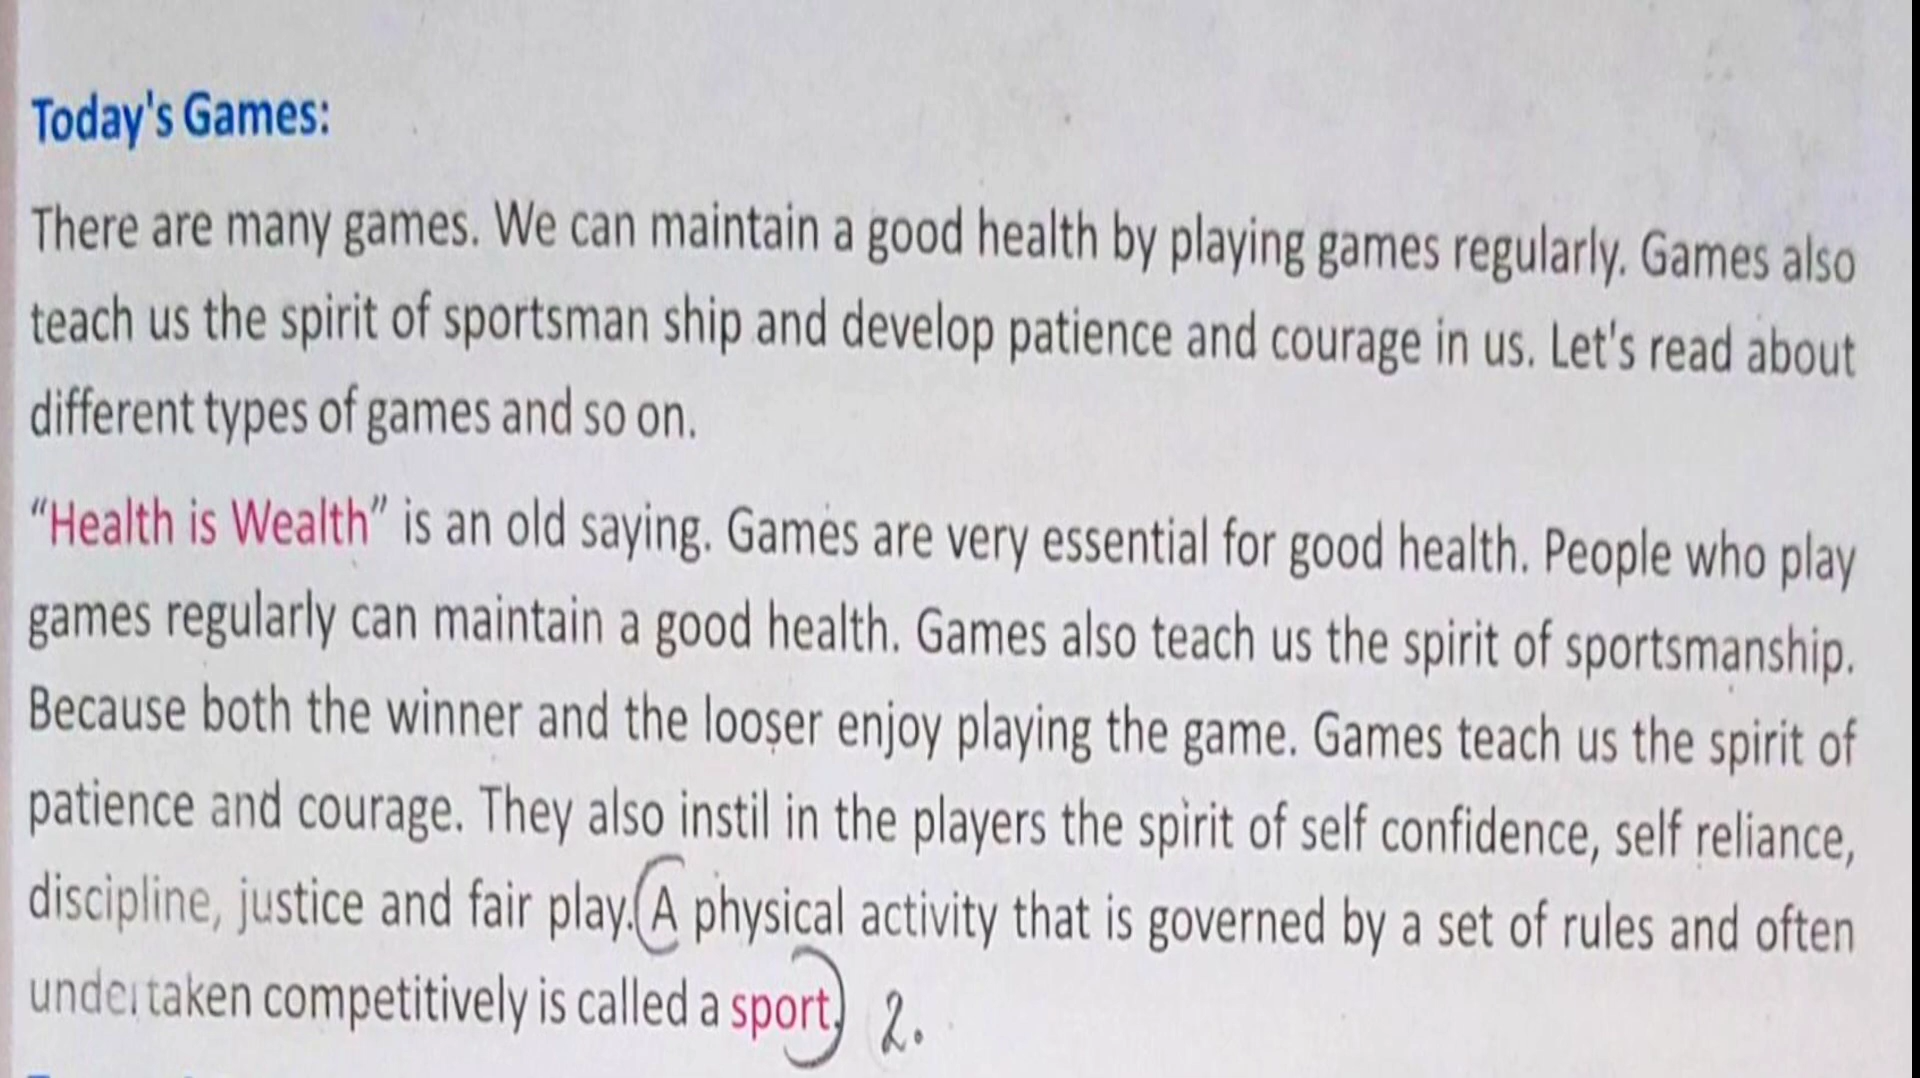 Today's Games:
There are many games. We can maintain a good health by playing games regularly. Games also
teach us the spirit of sportsman ship and develop patience and courage in us. Let's read about
different types of games and so on.
“Health is Wealth” is an old saying. Games are very essential for good health. People who play
games regularly can maintain a good health. Games also teach us the spirit of sportsmanship.
Because both the winner and the looser enjoy playing the game. Games teach us the spirit of
patience and courage. They also instil in the players the spirit of self confidence, self reliance,
discipline, justice and fair play. (A physical activity that is governed by a set of rules and often
undertaken competitively is called a sport.) 2.